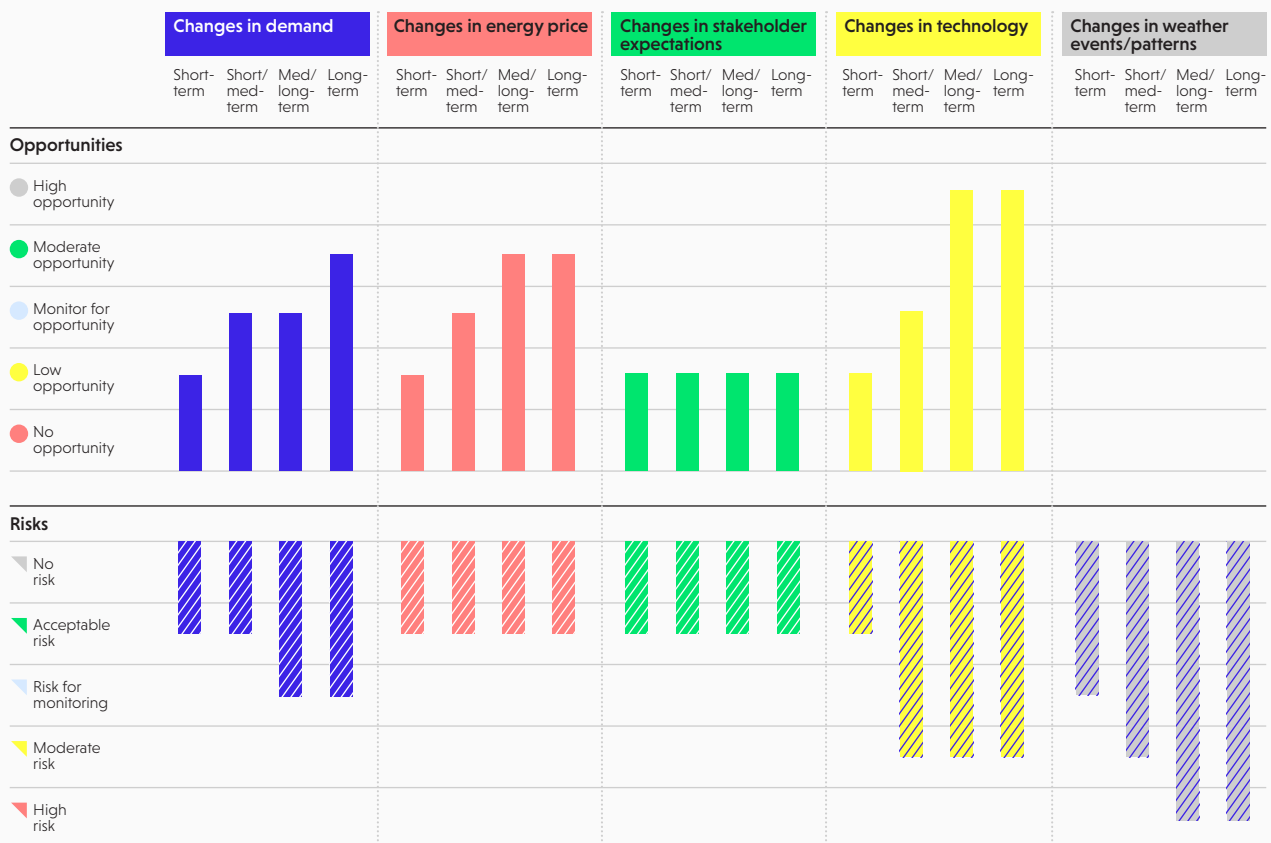 Changes in demand
Changes in energy price
Changes in stakeholder
expectations
Changes in technology
Changes in weather
events/patterns
Short-
term
Short/
med-
term
Med/
long-
term
Long-
term
Short-
term
Short/
med-
term
Med/
long-
term
Long-
term
Short-
term
Short/
med-
term
Med/
long-
term
Long-
term
Short-
term
Short/
med-
term
Med/
long-
term
Long-
term
Short-
term
Short/
med-
term
Med/
long-
term
Long-
term
Opportunities
High
opportunity
Moderate
opportunity
Monitor for
opportunity
Low
opportunity
No
opportunity
Risks
No
risk
Acceptable
risk
Risk for
monitoring
Moderate
risk
High
risk